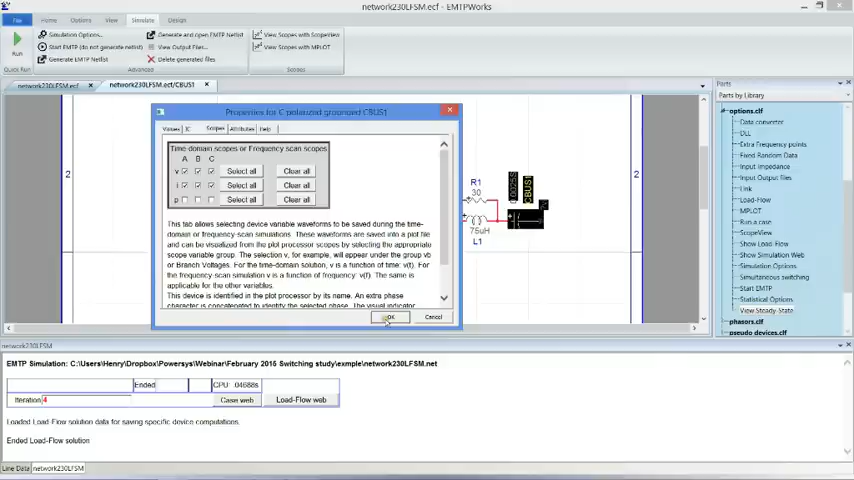 network230LFSM.ecf - EMTPWorks
File Home Options View Simulate Design
Run
Quick Run
Simulation Options...
Start EMTP (do not generate netlist)
Generate EMTP Netlist
Generate and open EMTP Netlist
View Output Files...
Delete generated files
Advanced
View Scopes with ScopeView
View Scopes with MPLOT
Scopes
network230LFSM.ecf
network230LFSM.ecf/CBUS1
2
2
Properties for C polarized grounded CBUS1
Values IC Scopes Attributes Help
Time-domain scopes or Frequency scan scopes
A B C
v Select all Clear all
i Select all Clear all
p Select all Clear all
This tab allows selecting device variable waveforms to be saved during the time-
domain or frequency-scan simulations. These waveforms are saved into a plot file
and can be visualized from the plot processor scopes by selecting the appropriate
scope variable group. The selection v, for example, will appear under the group vb
or Branch Voltages. For the time-domain solution, v is a function of time: v(t). For
the frequency-scan simulation v is a function of frequency: v(f). The same is
applicable for the other variables.
This device is identified in the plot processor by its name. An extra phase
character is concatenated to identify the selected phase. The visual indicator
OK Cancel
R1
30
75uH
L1
CBUS1
Parts
Parts by Library
options.clf
Data converter
DLL
Extra Frequency points
Fixed Random Data
Input Impedance
Input Output files
Link
Load-Flow
MPLOT
Run a case
ScopeView
Show Load-Flow
Show Simulation Web
Simulation Options
Simultaneous switching
Start EMTP
Statistical Options
View Steady-State
phasors.clf
pseudo devices.clf
network230LFSM
EMTP Simulation: C:\Users\Henry\Dropbox\Powersys\Webinar\February 2016 Switching study\exmple\network230LFSM.net
Ended CPU: 04688s
Iteration 4 Case web Load-Flow web
Loaded Load-Flow solution data for saving specific device computations.
Ended Load-Flow solution
Line Data network230LFSM